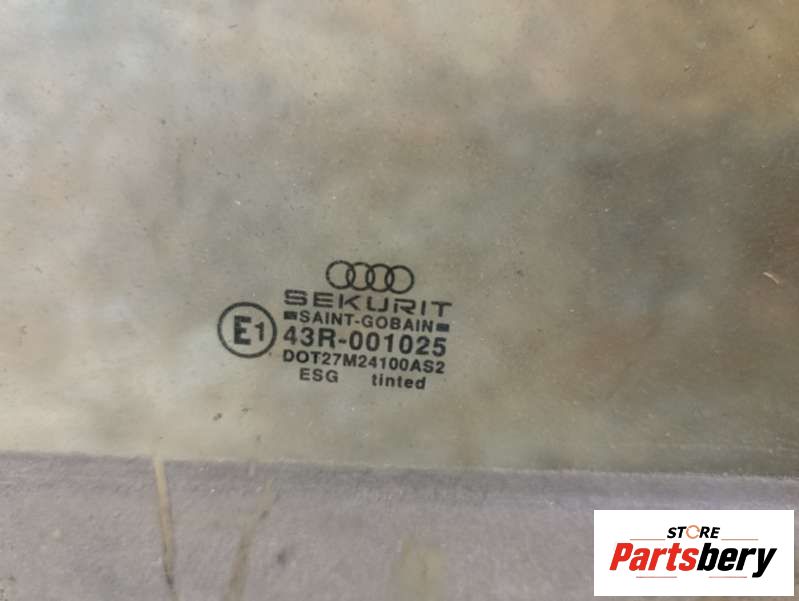 SEKURIT
SAINT-GOBAIN
E1
43R-001025
DOT27M24100AS2
ESG tinted
STORE
Partsbery